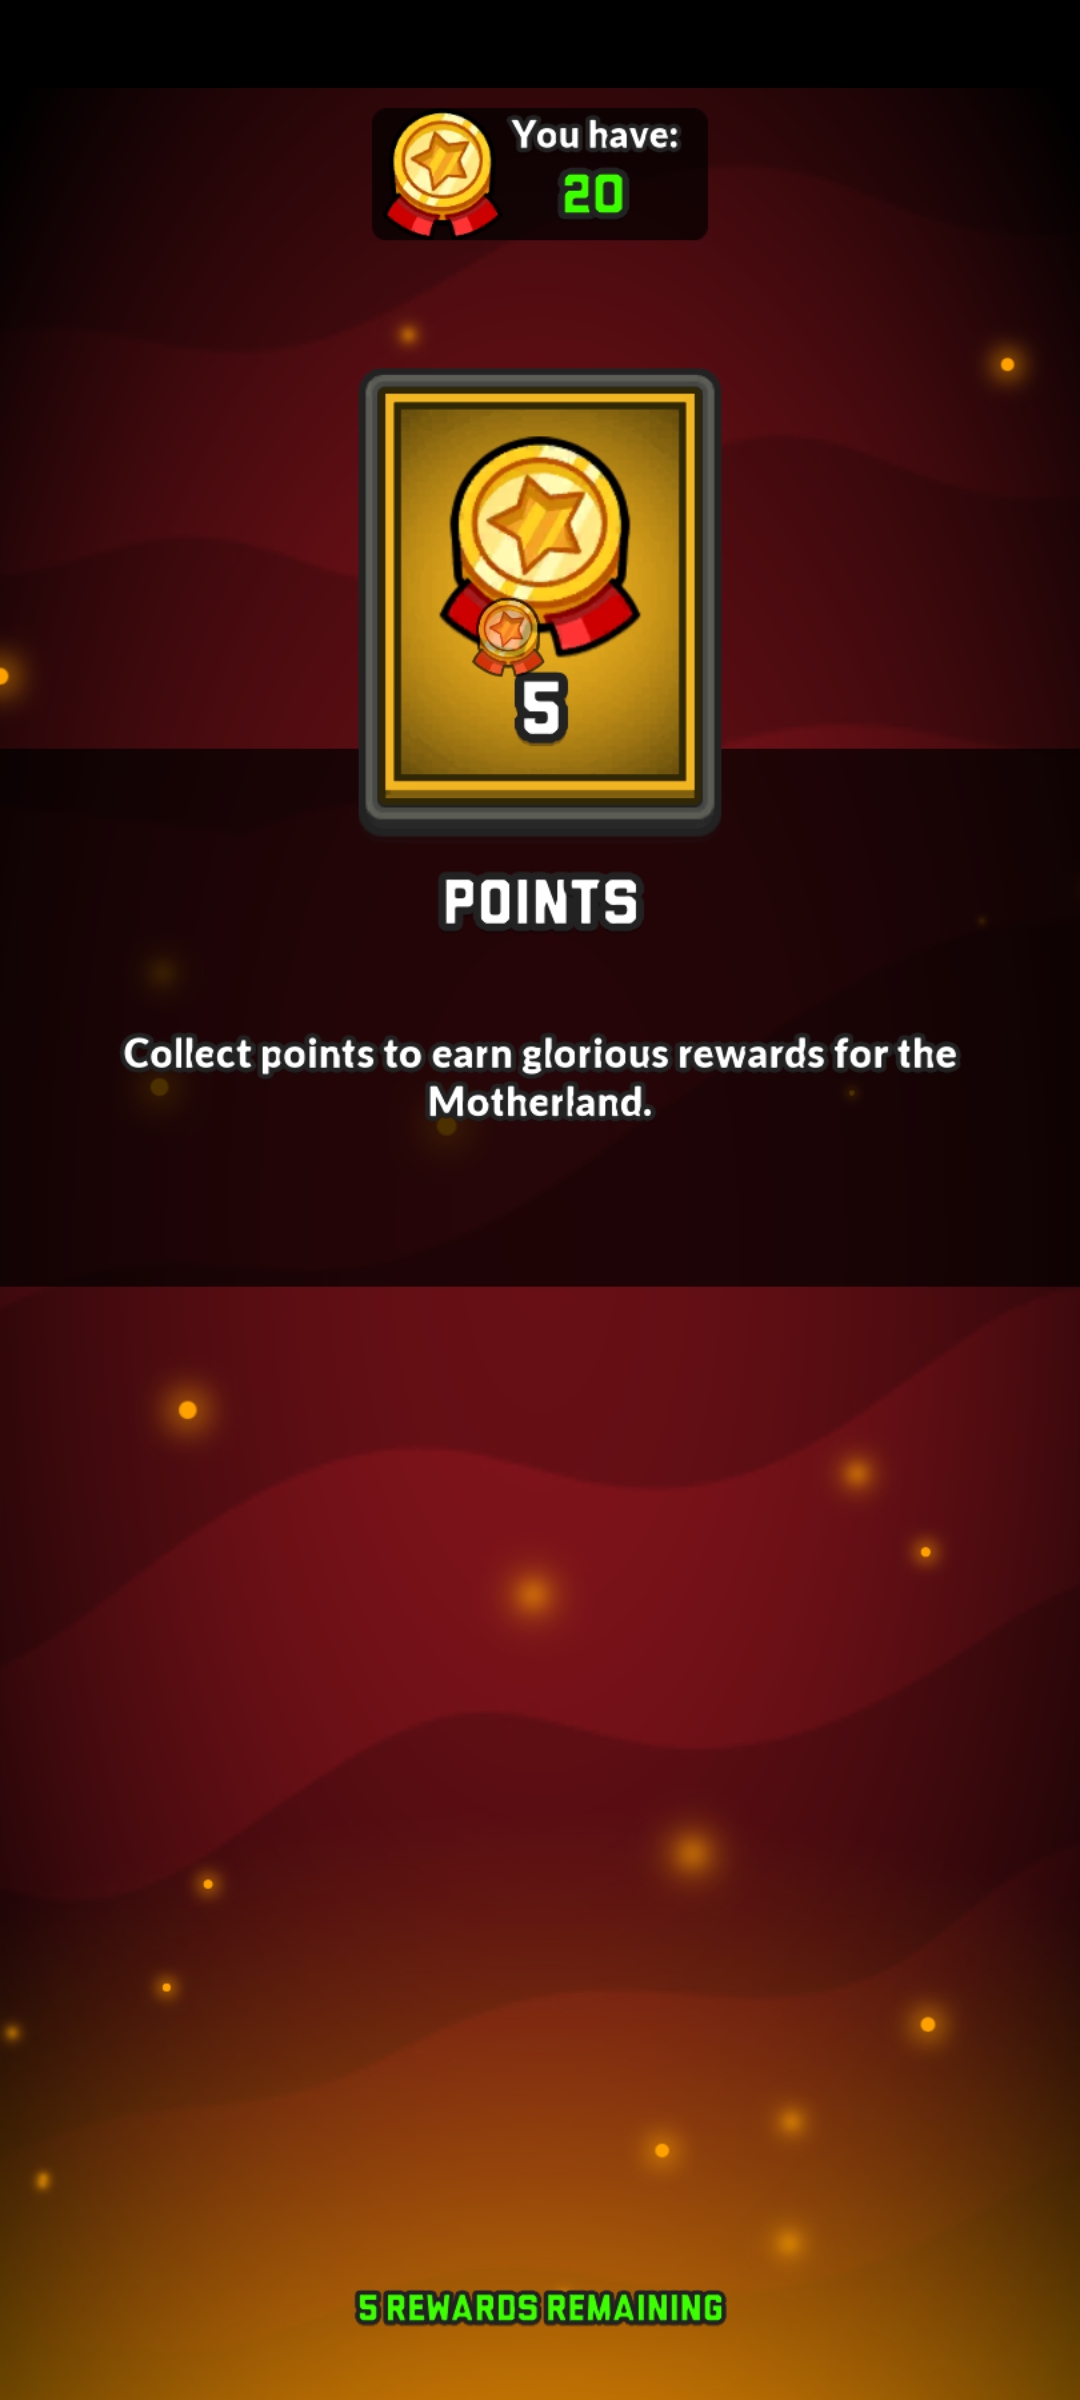 You have:
20
5
POINTS
Collect points to earn glorious rewards for the
Motherland.
5 REWARDS REMAINING